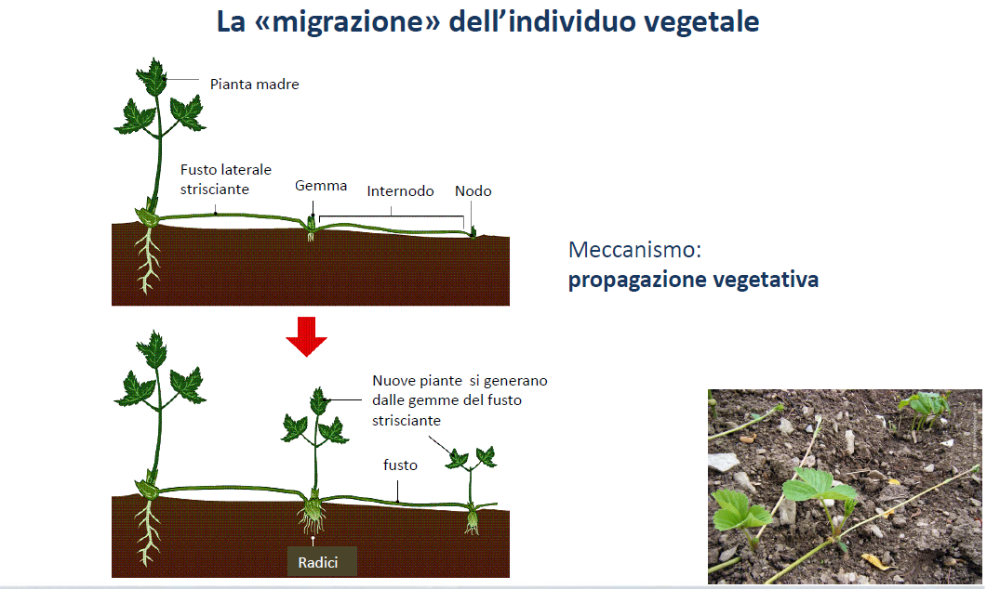 La «migrazione» dell’individuo vegetale
Pianta madre
Fusto laterale
strisciante
Gemma
Internodo
Nodo
Meccanismo:
propagazione vegetativa
Nuove piante si generano
dalle gemme del fusto
strisciante
fusto
Radici